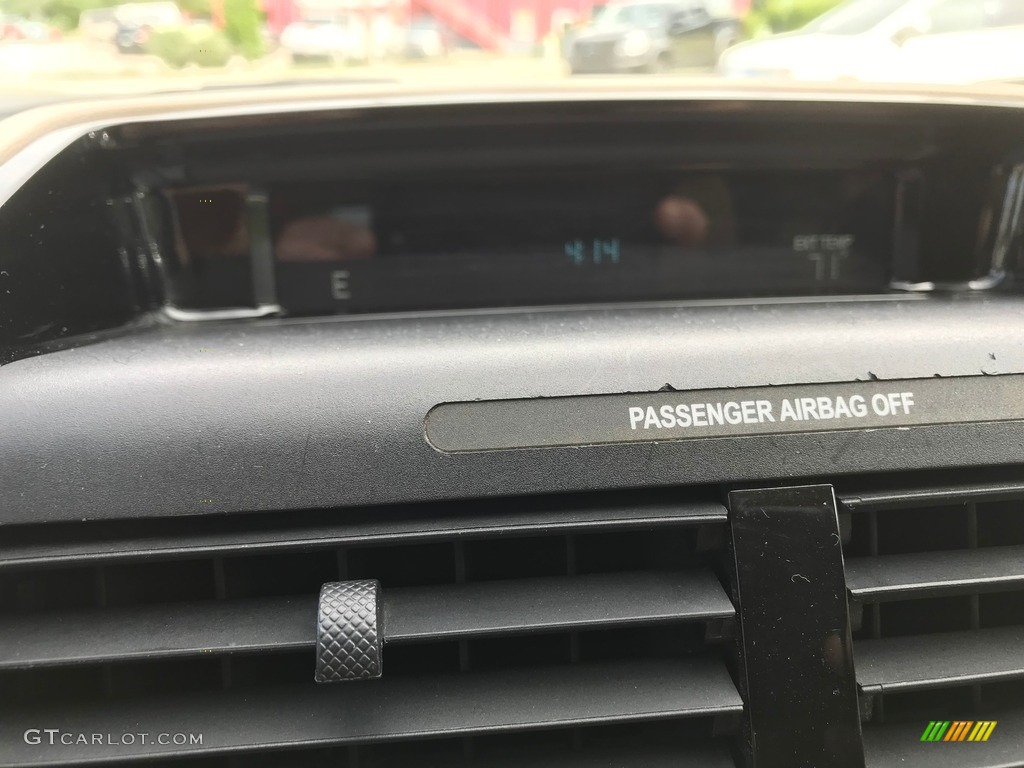 4:14
EXT TEMP
E
71
PASSENGER AIRBAG OFF
GTCARLOT.COM